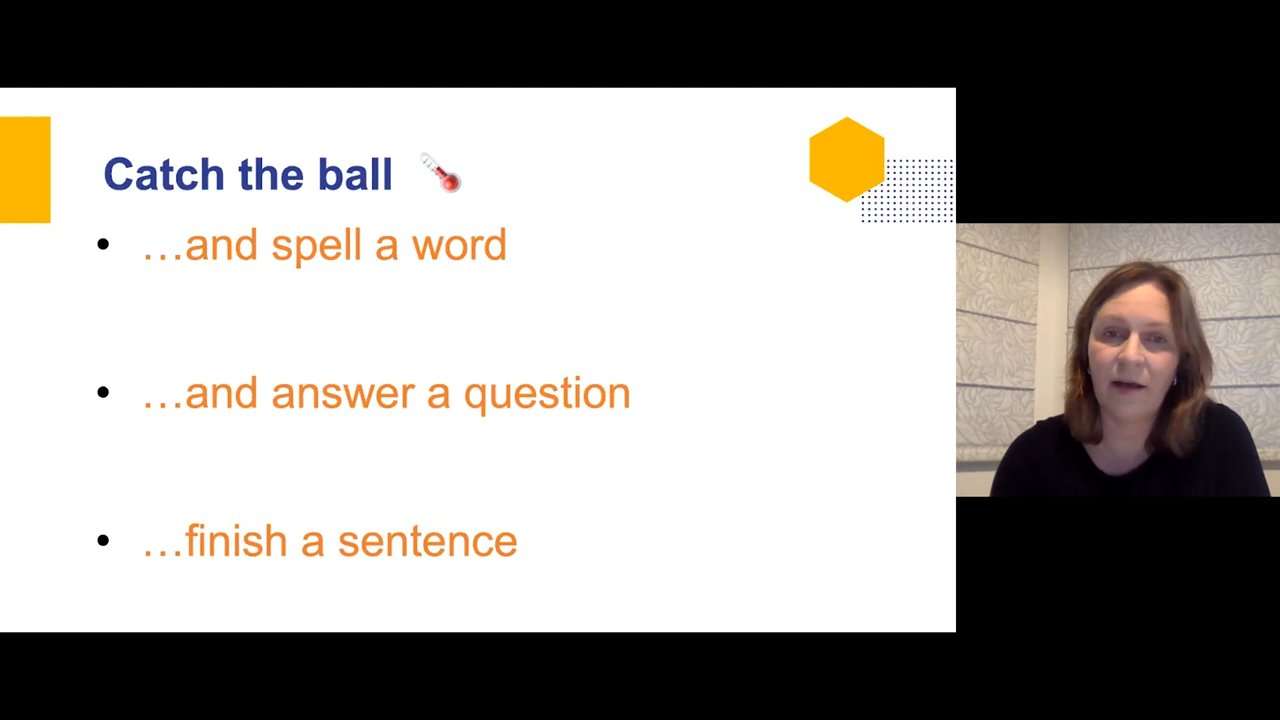 Catch the ball
• …and spell a word
• …and answer a question
• …finish a sentence